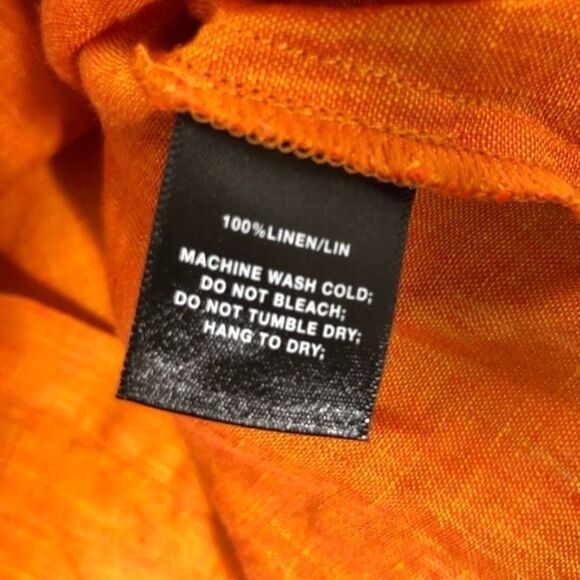 100%LINEN/LIN
MACHINE WASH COLD;
DO NOT BLEACH;
DO NOT TUMBLE DRY;
HANG TO DRY;